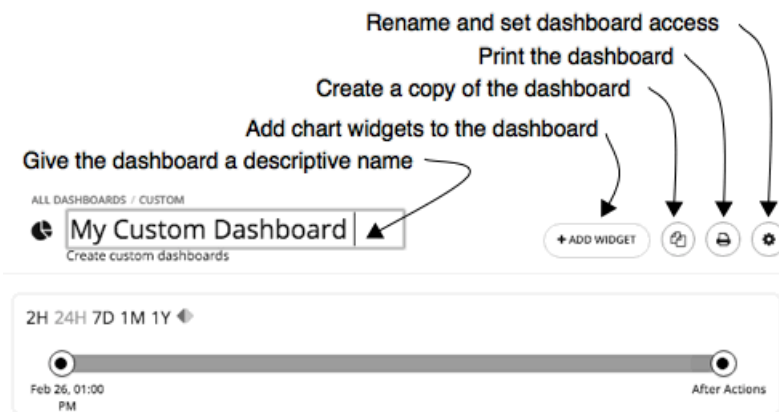 Rename and set dashboard access
Print the dashboard
Create a copy of the dashboard
Add chart widgets to the dashboard
Give the dashboard a descriptive name
ALL DASHBOARDS / CUSTOM
My Custom Dashboard
+ ADD WIDGET
Create custom dashboards
2H 24H 7D 1M 1Y
Feb 26, 01:00
PM
After Actions